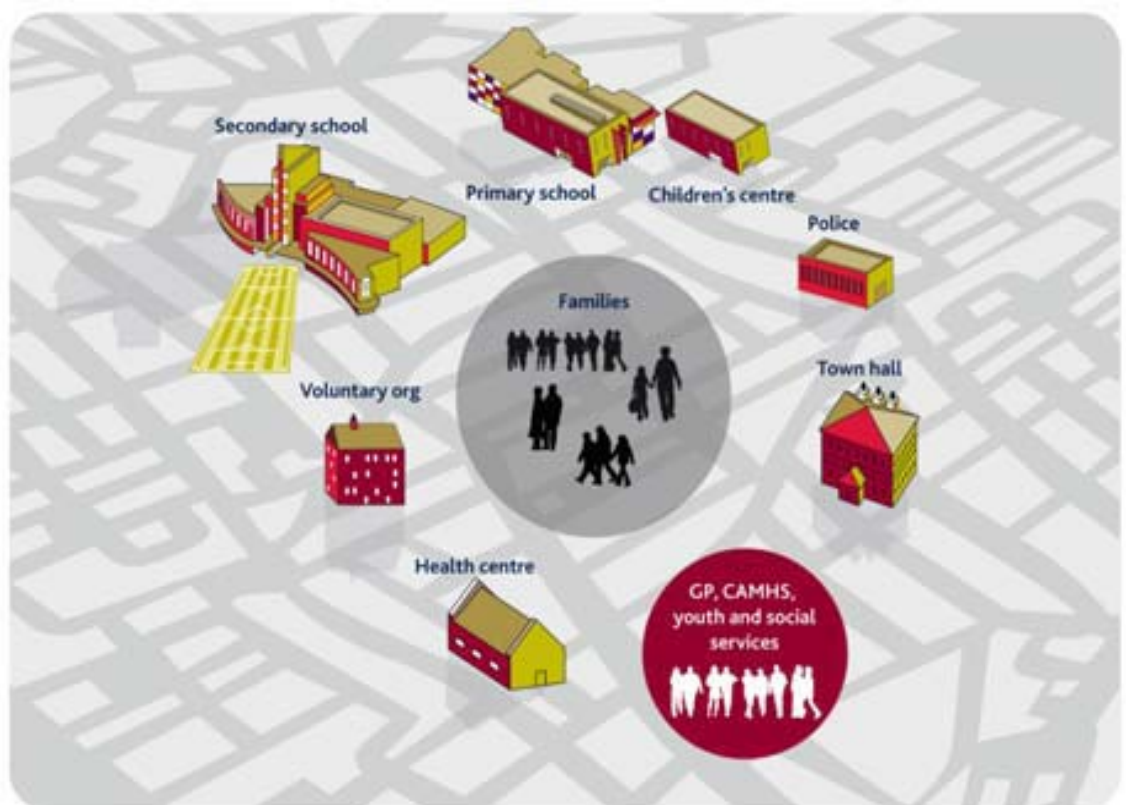 Secondary school
Primary school
Children's centre
Police
Families
Town hall
Voluntary org
Health centre
GP, CAMHS,
youth and social
services